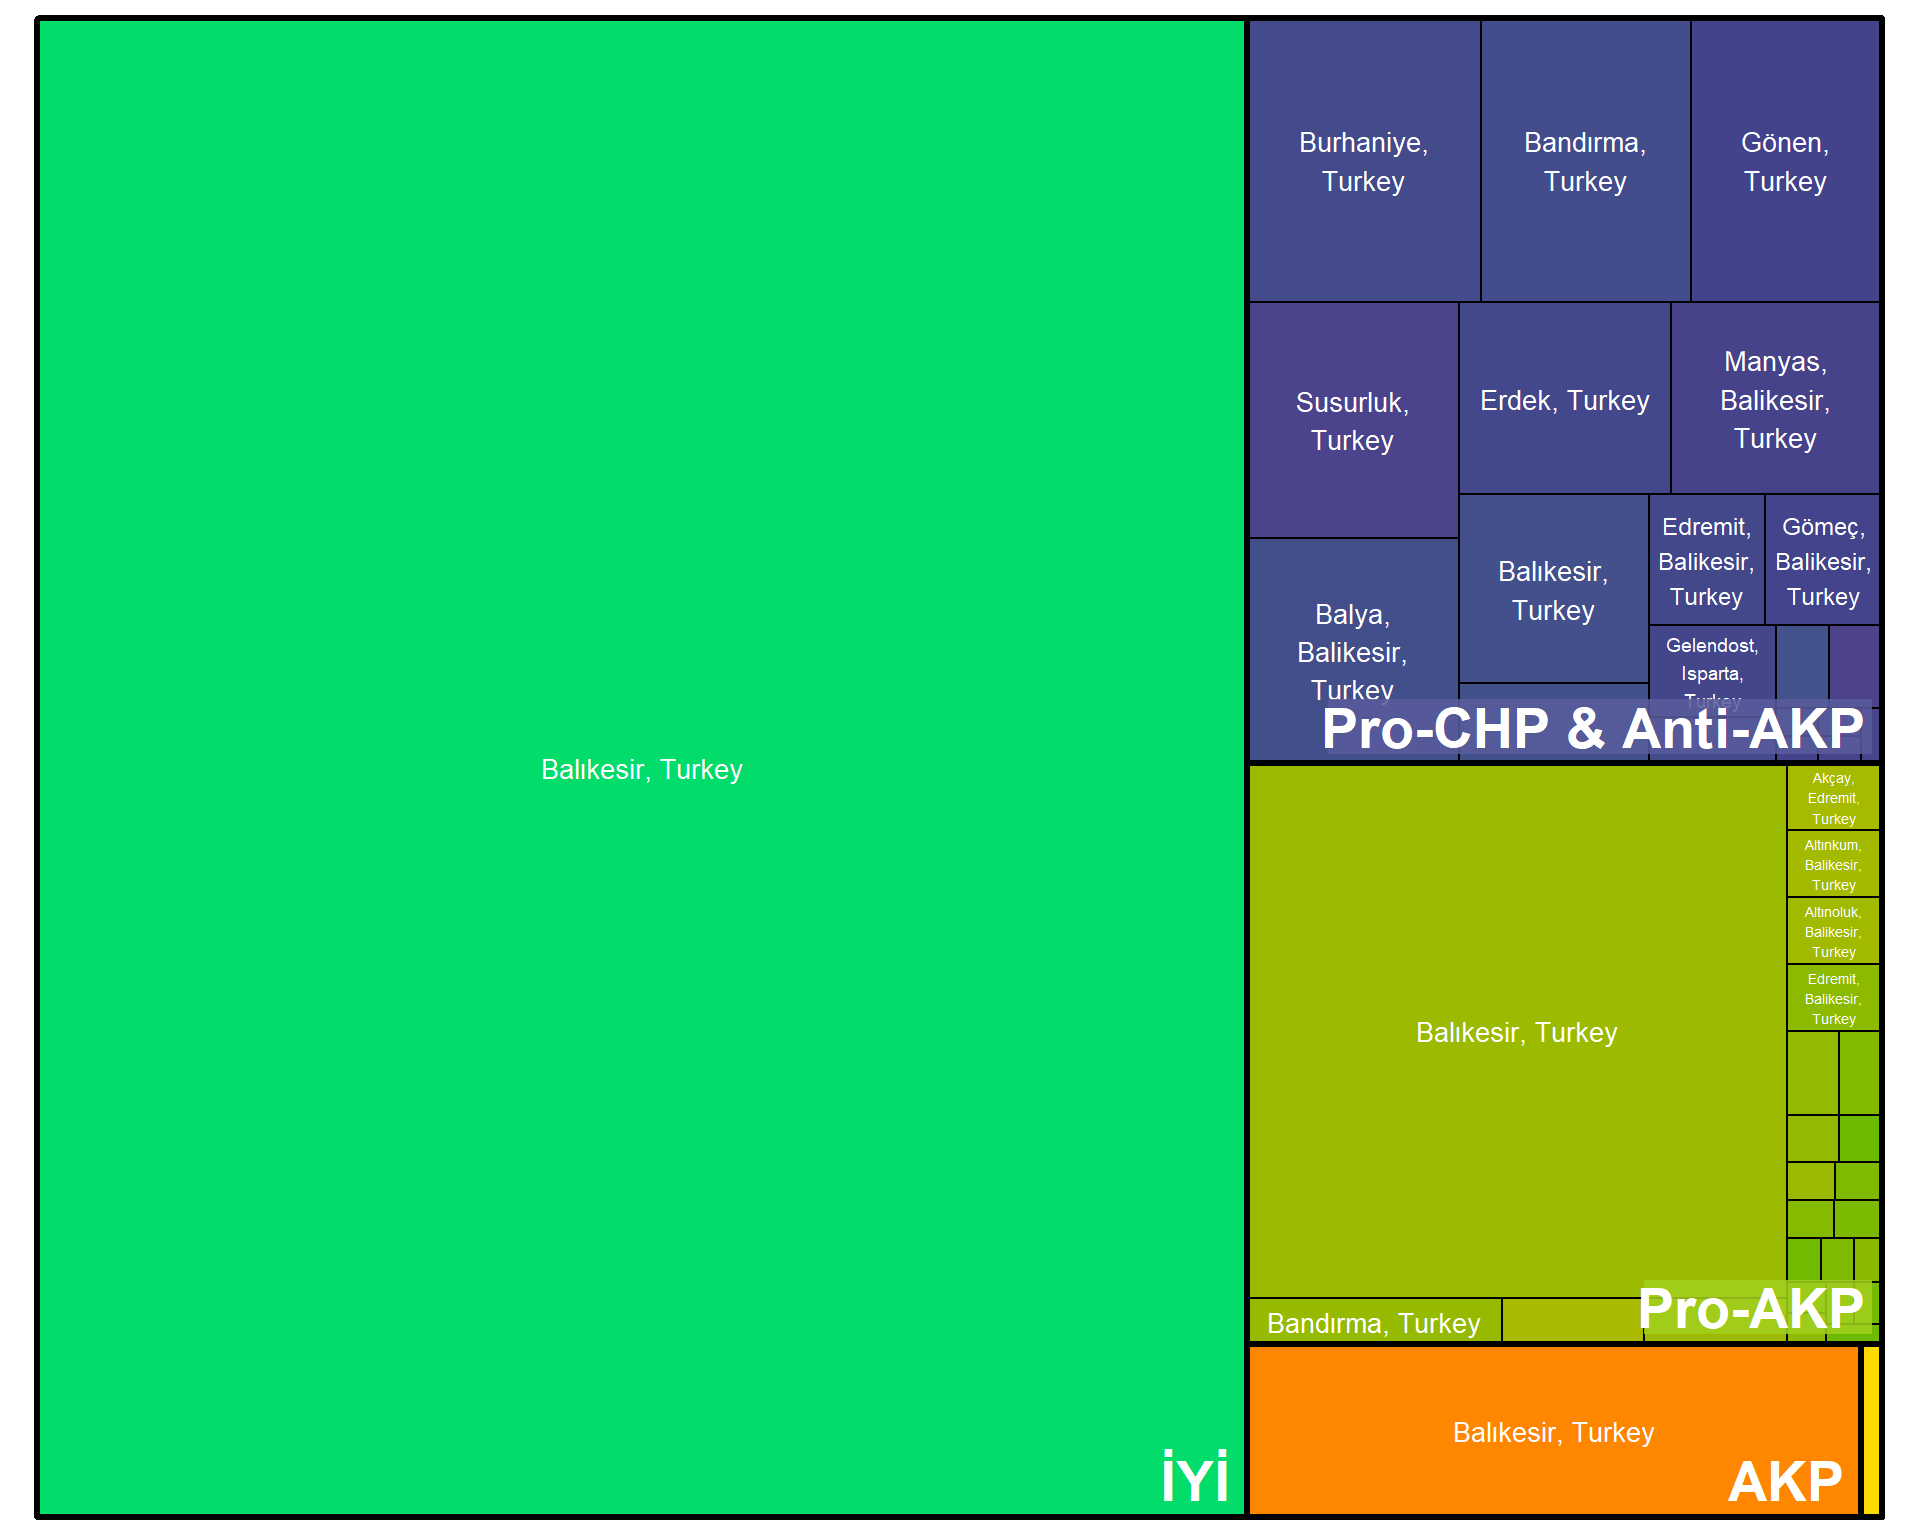 Balıkesir, Turkey
İYİ
Burhaniye,
Turkey
Bandırma,
Turkey
Gönen,
Turkey
Susurluk,
Turkey
Erdek, Turkey
Manyas,
Balikesir,
Turkey
Balya,
Balikesir,
Turkey
Balıkesir,
Turkey
Edremit,
Balikesir,
Turkey
Gömeç,
Balikesir,
Turkey
Gelendost,
Isparta,
Turkey
Pro-CHP & Anti-AKP
Balıkesir, Turkey
Akçay,
Edremit,
Turkey
Altınkum,
Balikesir,
Turkey
Altınoluk,
Balikesir,
Turkey
Edremit,
Balikesir,
Turkey
Bandırma, Turkey
Pro-AKP
Balıkesir, Turkey
AKP